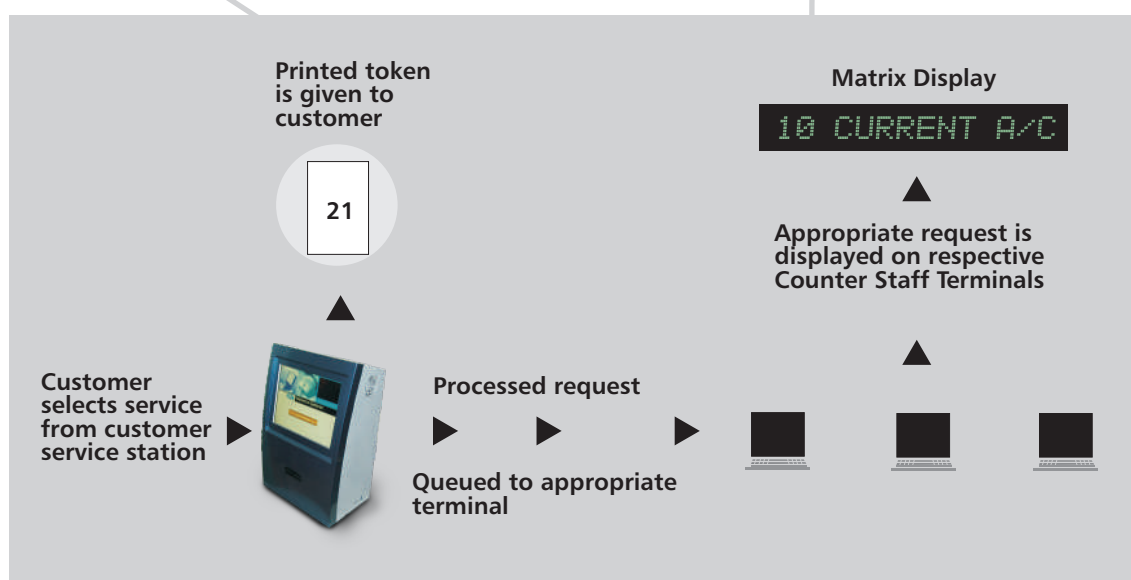 Printed token
is given to
customer
21
Matrix Display
10 CURRENT A/C
Appropriate request is
displayed on respective
Counter Staff Terminals
Customer
selects service
from customer
service station
Processed request
Queued to appropriate
terminal